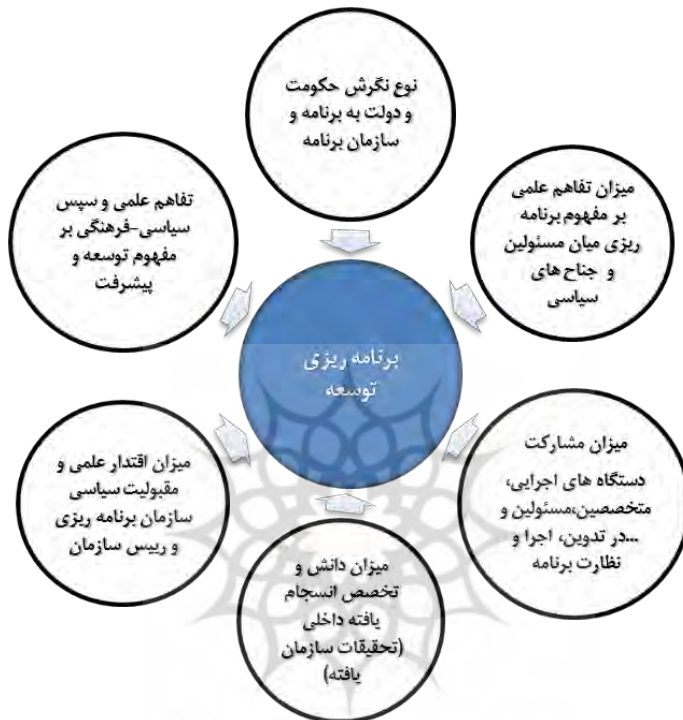 نوع نگرش حکومت
و دولت به برنامه و
سازمان برنامه
میزان تفاهم علمی
بر مفهوم برنامه
ریزی میان مسئولین
و جناح های
سیاسی
تفاهم علمی و سپس
سیاسی-فرهنگی بر
مفهوم توسعه و
پیشرفت
برنامه ریزی
توسعه
میزان مشارکت
دستگاه های اجرایی،
متخصصین،مسئولین و
...در تدوین، اجرا و
نظارت برنامه
میزان اقتدار علمی و
مقبولیت سیاسی
سازمان برنامه ریزی
و رییس سازمان
میزان دانش و
تخصص انسجام
یافته داخلی
(تحقیقات سازمان
یافته)